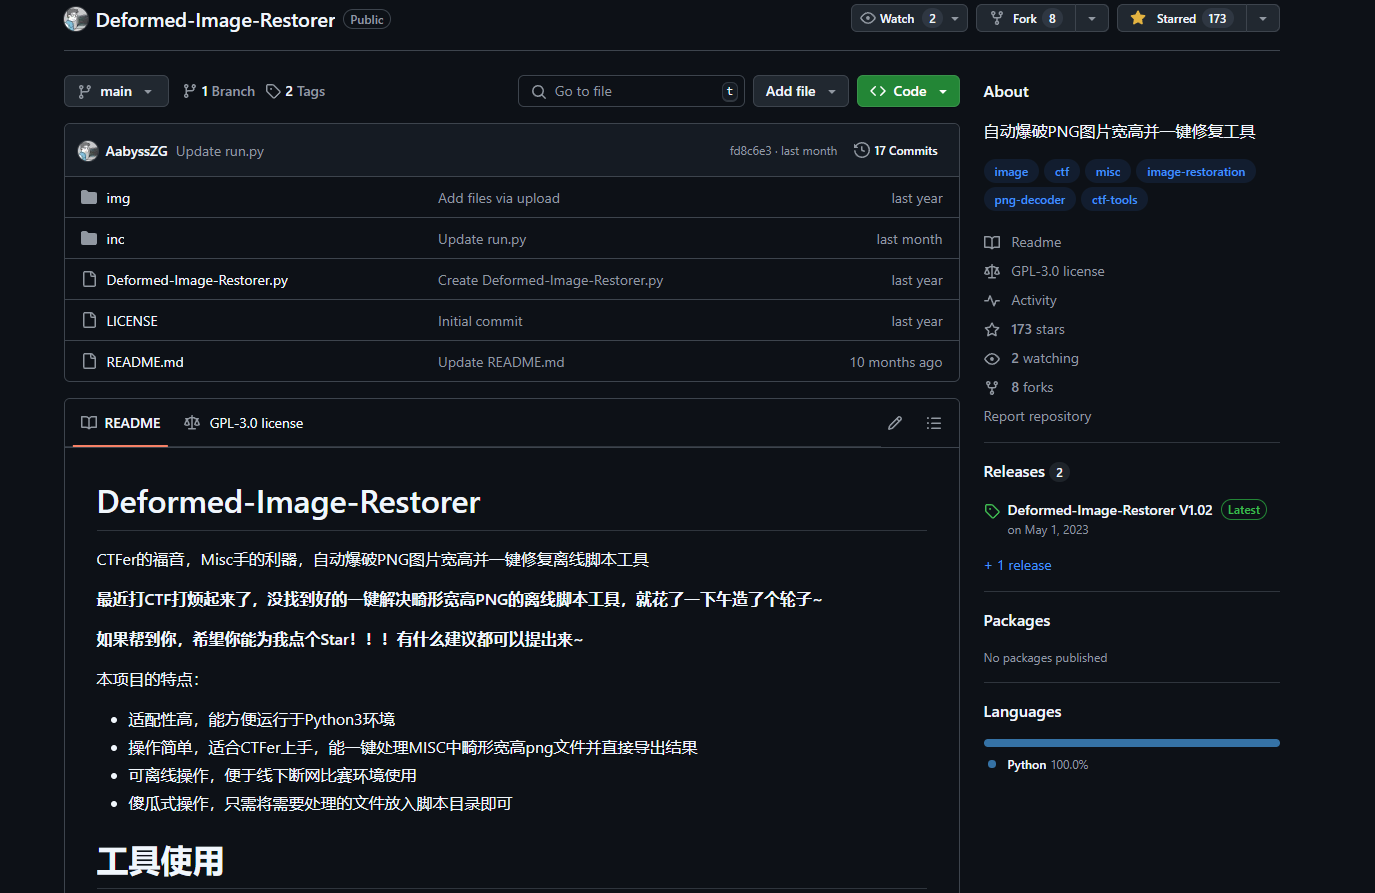 Deformed-Image-Restorer Public
Watch 2
Fork 8
Starred 173
main
1 Branch
2 Tags
Go to file t
Add file
Code
AabyssZG Update run.py
fd8c6e3 · last month
17 Commits
img Add files via upload last year
inc Update run.py last month
Deformed-Image-Restorer.py Create Deformed-Image-Restorer.py last year
LICENSE Initial commit last year
README.md Update README.md 10 months ago
README
GPL-3.0 license
Deformed-Image-Restorer
CTFer的福音，Misc手的利器，自动爆破PNG图片宽高并一键修复离线脚本工具
最近打CTF打烦起来了，没找到好的一键解决畸形宽高PNG的离线脚本工具，就花了一下午造了个轮子~
如果帮到你，希望你能为我点个Star！！！有什么建议都可以提出来~
本项目的特点：
适配性高，能方便运行于Python3环境
操作简单，适合CTFer上手，能一键处理MISC中畸形宽高png文件并直接导出结果
可离线操作，便于线下断网比赛环境使用
傻瓜式操作，只需将需要处理的文件放入脚本目录即可
工具使用
About
自动爆破PNG图片宽高并一键修复工具
image ctf misc image-restoration
png-decoder ctf-tools
Readme
GPL-3.0 license
Activity
173 stars
2 watching
8 forks
Report repository
Releases 2
Deformed-Image-Restorer V1.02 Latest
on May 1, 2023
+ 1 release
Packages
No packages published
Languages
Python 100.0%